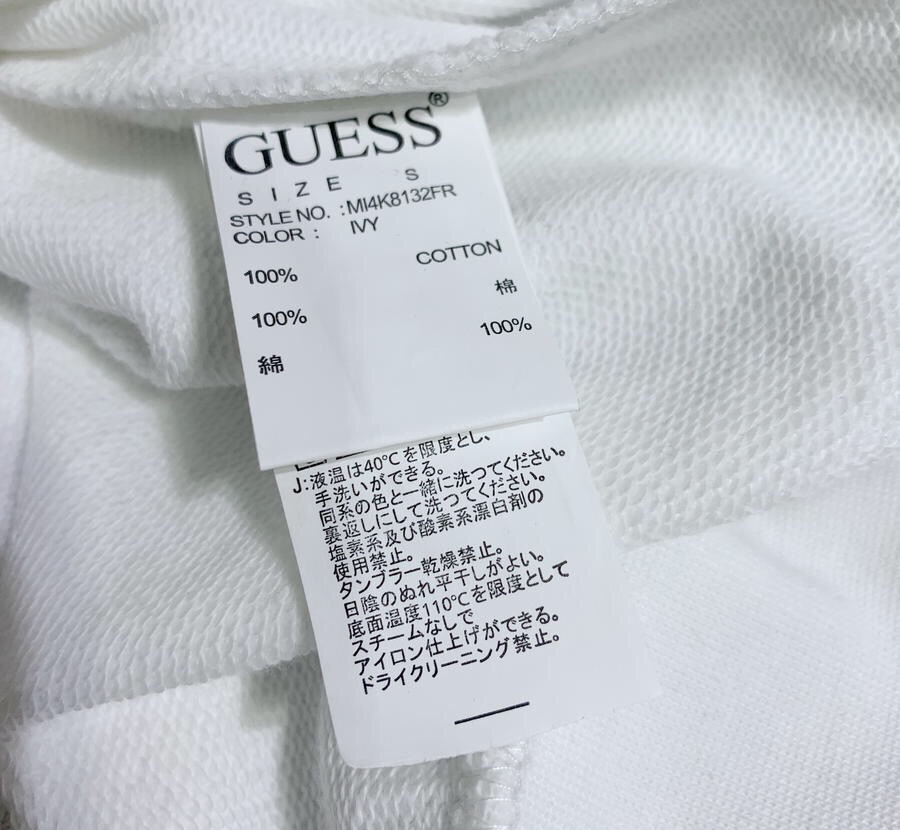 GUESS®
SIZE S
STYLE NO. :MI4K8132FR
COLOR : IVY
100% COTTON
100% 棉
綿 100%
J:液温は40℃を限度とし、
手洗いができる。
同系の色と一緒に洗つてください。
裏返しにして洗つてください。
塩素系及び酸素系漂白剤の
使用禁止。
タンブラー乾燥禁止。
日陰のぬれ平干しがよい。
底面温度110℃を限度として
スチームなしで
アイロン仕上げができる。
ドライクリーニング禁止。